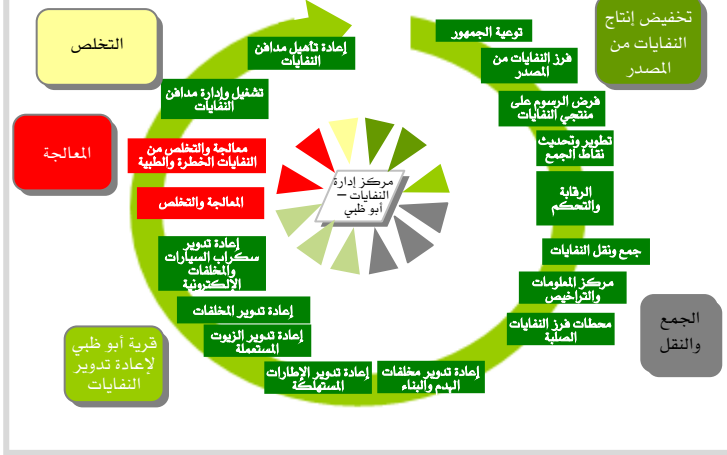 تخفيض إنتاج
النفايات من
المصدر
التخلص
توعية الجمهور
إعادة تأهيل مدافن
النفايات
فرز النفايات من
المصدر
تشغيل وإدارة مدافن
النفايات
فرض الرسوم على
منتجي النفايات
المعالجة
معالجة والتخلص من
النفايات الخطرة والطبية
تطوير وتحديث
نقاط الجمع
مركز إدارة
النفايات –
أبو ظبي
الرقابة
والتحكم
المعالجة والتخلص
جمع ونقل النفايات
إعادة تدوير
سكراب السيارات
والمخلفات
الإلكترونية
مركز المعلومات
والتراخيص
إعادة تدوير المخلفات
الجمع
والنقل
محطات فرز النفايات
الصلبة
إعادة تدوير الزيوت
المستعملة
قرية أبو ظبي
لإعادة تدوير
النفايات
إعادة تدوير مخلفات
الهدم والبناء
إعادة تدوير الإطارات
المستهلكة